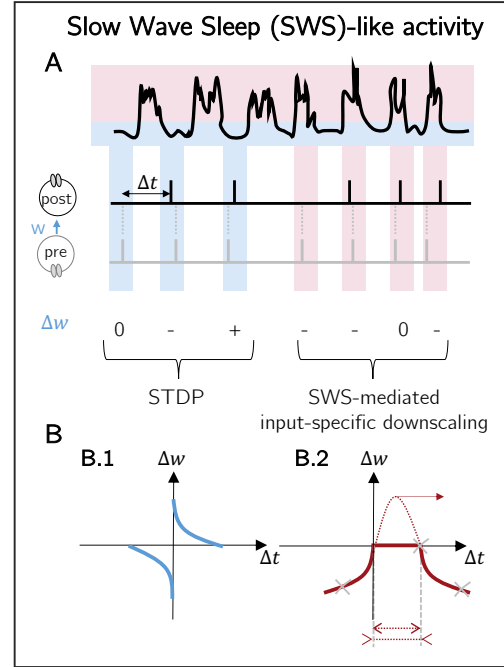 Slow Wave Sleep (SWS)-like activity
A
Δt
post
w
pre
Δw
0 - + - - 0 -
STDP
SWS-mediated
input-specific downscaling
B
B.1 Δw
Δt
B.2 Δw
Δt